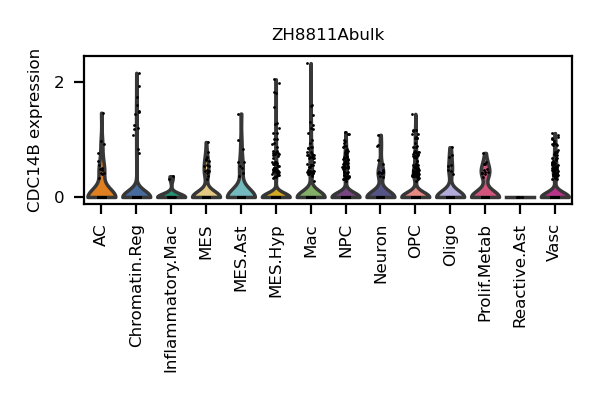 ZH8811Abulk
CDC14B expression
2
0
AC
Chromatin.Reg
Inflammatory.Mac
MES
MES.Ast
MES.Hyp
Mac
NPC
Neuron
OPC
Oligo
Prolif.Metab
Reactive.Ast
Vasc